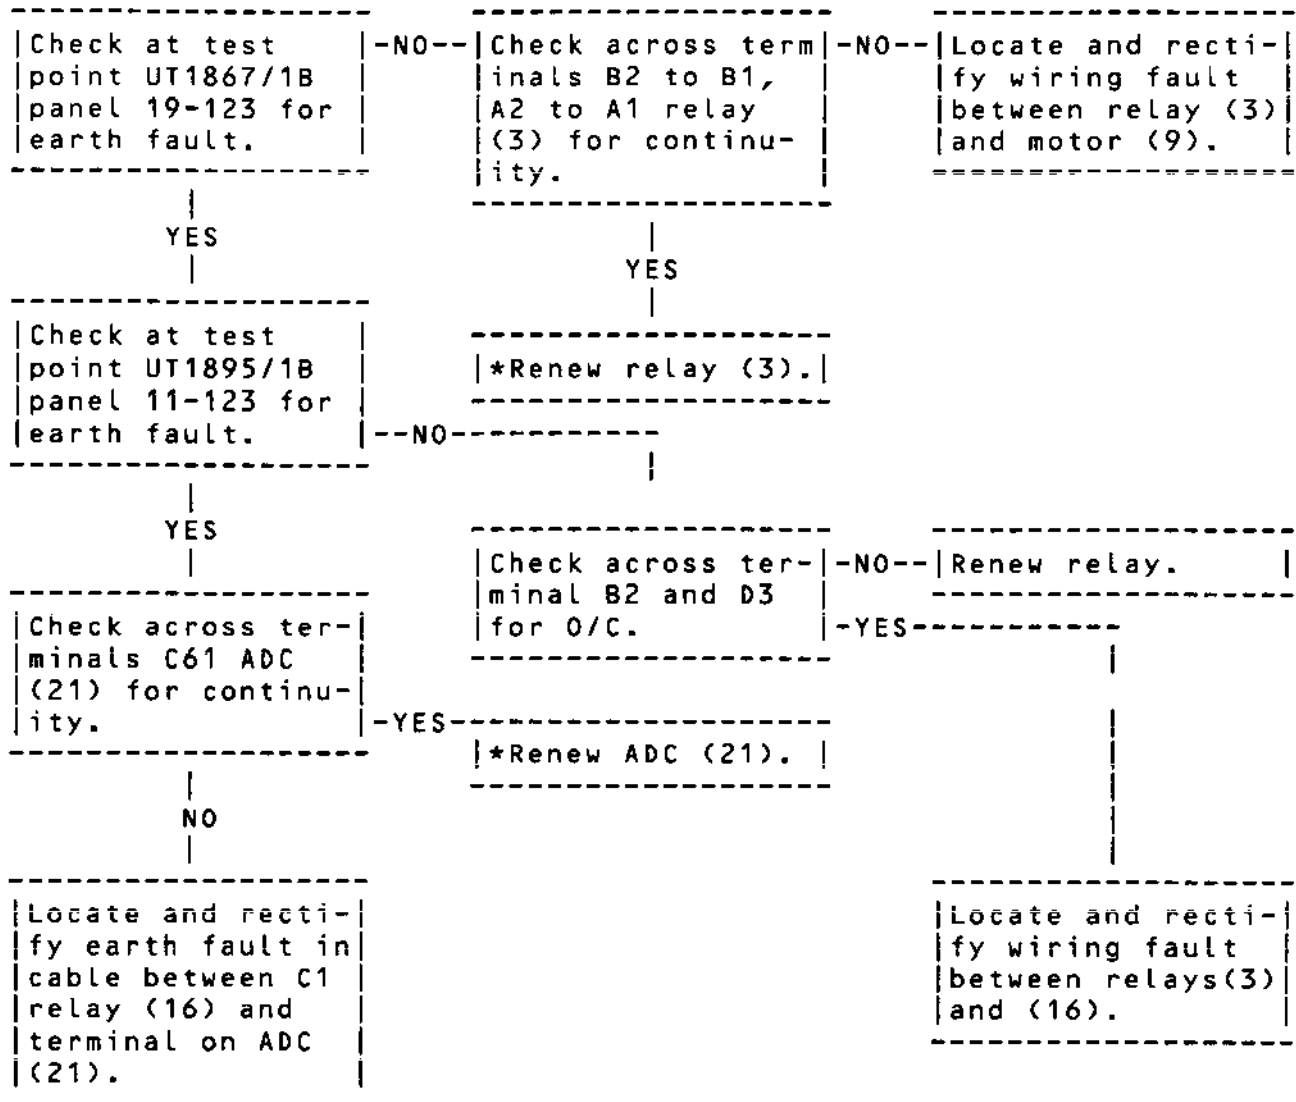 Check at test
point UT1867/1B
panel 19-123 for
earth fault.
-NO--
Check across term
inals B2 to B1,
A2 to A1 relay
(3) for continu-
ity.
-NO--
Locate and recti-
fy wiring fault
between relay (3)
and motor (9).
YES
YES
Check at test
point UT1895/1B
panel 11-123 for
earth fault.
*Renew relay (3).
--NO-----------
YES
Check across ter-
minal B2 and D3
for O/C.
-NO--
Renew relay.
-YES-----------
Check across ter-
minals C61 ADC
(21) for continu-
ity.
-YES-
*Renew ADC (21).
NO
Locate and recti-
fy earth fault in
cable between C1
relay (16) and
terminal on ADC
(21).
Locate and recti-
fy wiring fault
between relays(3)
and (16).